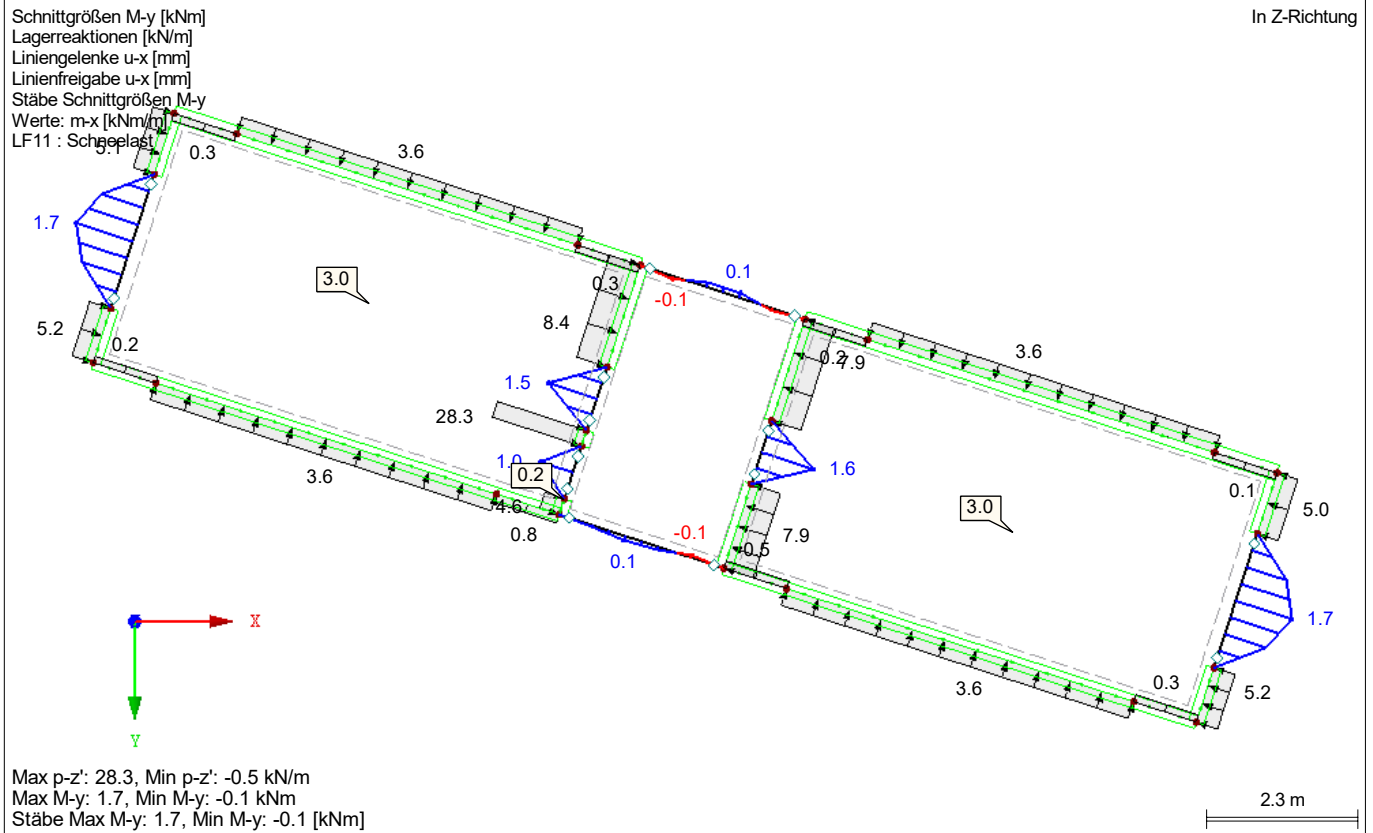 Schnittgrößen M-y [kNm]
In Z-Richtung
Lagerreaktionen [kN/m]
Liniengelenke u-x [mm]
Linienfreigabe u-x [mm]
Stäbe Schnittgrößen M-y
Werte: m-x [kNm/m]
LF11 : Schneelast
5.1
0.3
3.6
1.7
3.0
0.3
-0.1
0.1
5.2
0.2
8.4
0.2
7.9
3.6
1.5
28.3
1.0
0.2
1.6
3.6
4.6
0.8
3.0
0.1
5.0
-0.1
0.1
-0.5
7.9
1.7
X
3.6
0.3
5.2
Y
Max p-z': 28.3, Min p-z': -0.5 kN/m
Max M-y: 1.7, Min M-y: -0.1 kNm
Stäbe Max M-y: 1.7, Min M-y: -0.1 [kNm]
2.3 m